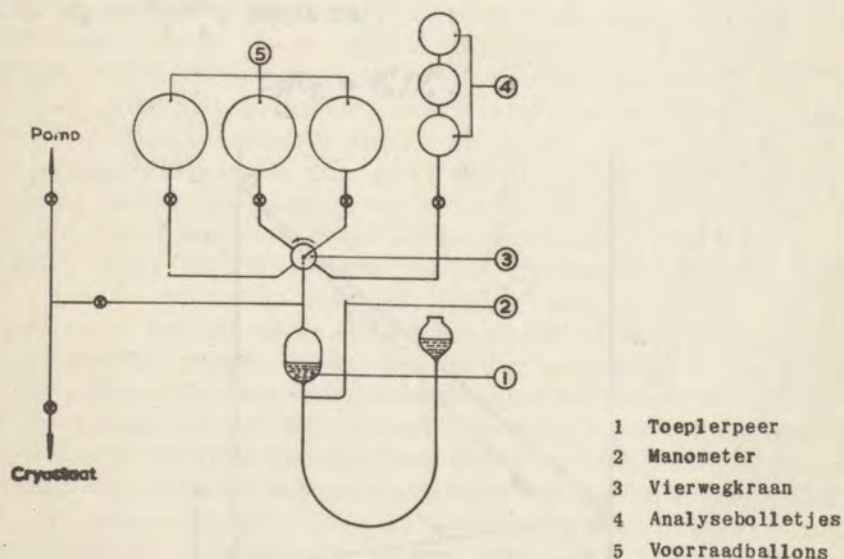 5
4
Pomp
3
2
1
Cryostaat
1 Toeplerpeer
2 Manometer
3 Vierwegkraan
4 Analysebolletjes
5 Voorraadballons